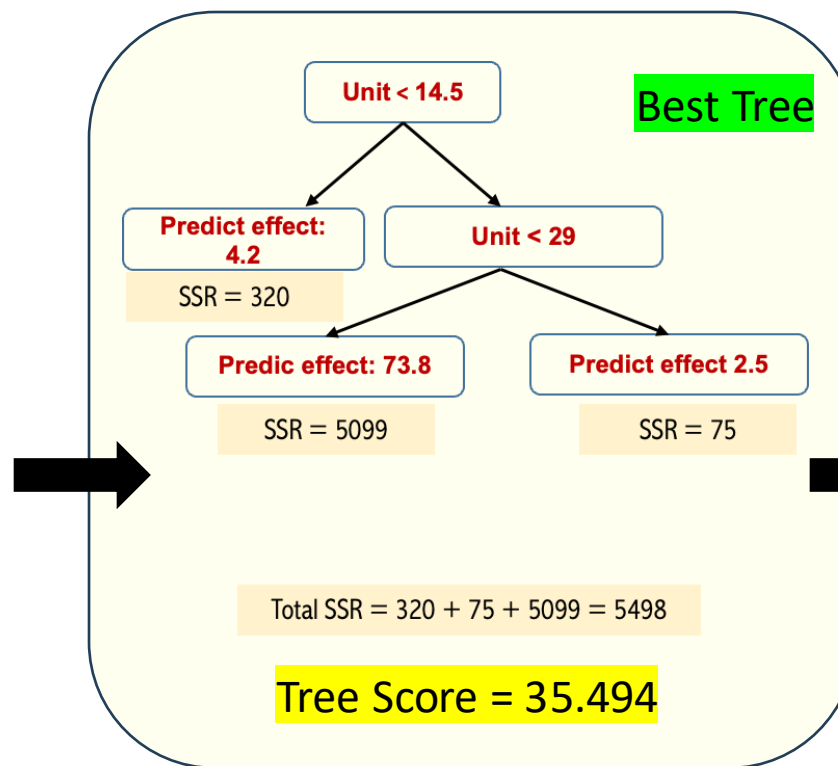 Unit < 14.5
Best Tree
Predict effect:
4.2
Unit < 29
SSR = 320
Predic effect: 73.8
Predict effect 2.5
SSR = 5099
SSR = 75
Total SSR = 320 + 75 + 5099 = 5498
Tree Score = 35.494